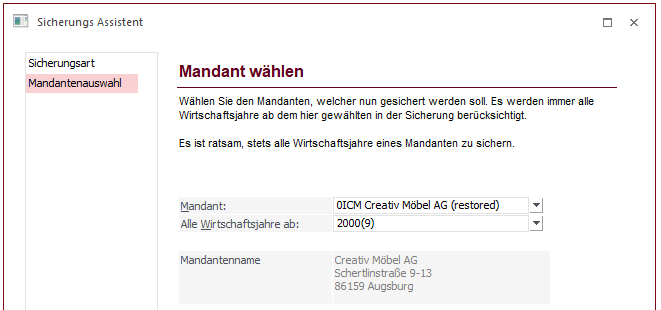 Sicherungs Assistent
Sicherungsart
Mandantenauswahl
Mandant wählen
Wählen Sie den Mandanten, welcher nun gesichert werden soll. Es werden immer alle
Wirtschaftsjahre ab dem hier gewählten in der Sicherung berücksichtigt.
Es ist ratsam, stets alle Wirtschaftsjahre eines Mandanten zu sichern.
Mandant: 0ICM Creativ Möbel AG (restored)
Alle Wirtschaftsjahre ab: 2000(9)
Mandantenname Creativ Möbel AG
Schertlinstraße 9-13
86159 Augsburg